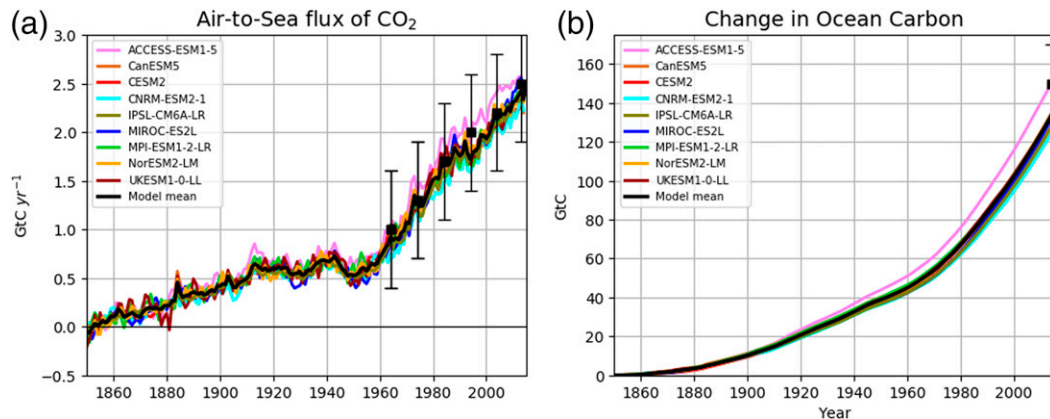 (a)
Air-to-Sea flux of CO2
3.0
2.5
2.0
1.5
1.0
0.5
0.0
−0.5
GtC yr−1
ACCESS-ESM1-5
CanESM5
CESM2
CNRM-ESM2-1
IPSL-CM6A-LR
MIROC-ES2L
MPI-ESM1-2-LR
NorESM2-LM
UKESM1-0-LL
Model mean
1860 1880 1900 1920 1940 1960 1980 2000
(b)
Change in Ocean Carbon
160
140
120
100
80
60
40
20
0
GtC
ACCESS-ESM1-5
CanESM5
CESM2
CNRM-ESM2-1
IPSL-CM6A-LR
MIROC-ES2L
MPI-ESM1-2-LR
NorESM2-LM
UKESM1-0-LL
Model mean
1860 1880 1900 1920 1940 1960 1980 2000
Year